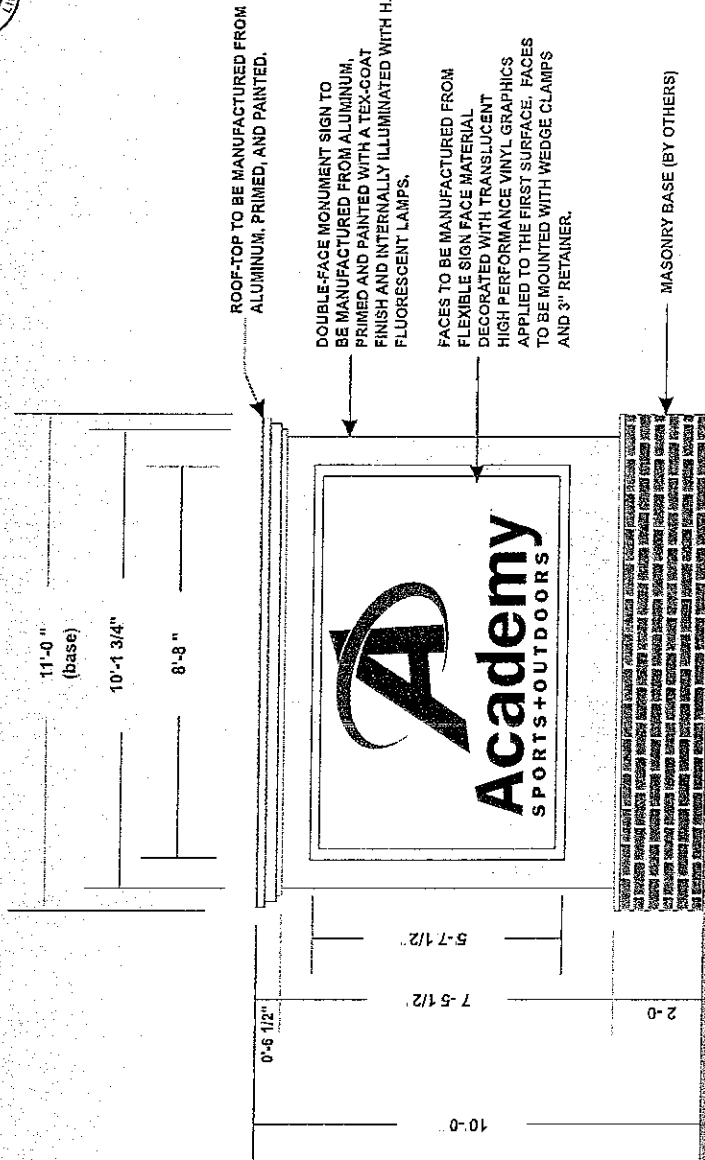 11'-0"
(base)
10'-1 3/4"
8'-8"
ROOF-TOP TO BE MANUFACTURED FROM
ALUMINUM, PRIMED, AND PAINTED.
DOUBLE-FACE MONUMENT SIGN TO
BE MANUFACTURED FROM ALUMINUM,
PRIMED AND PAINTED WITH A TEX-COAT
FINISH AND INTERNALLY ILLUMINATED WITH H.
FLUORESCENT LAMPS.
FACES TO BE MANUFACTURED FROM
FLEXIBLE SIGN FACE MATERIAL
DECORATED WITH TRANSLUCENT
HIGH PERFORMANCE VINYL GRAPHICS
APPLIED TO THE FIRST SURFACE. FACES
TO BE MOUNTED WITH WEDGE CLAMPS
AND 3" RETAINER.
MASONRY BASE (BY OTHERS)
A
Academy
SPORTS+OUTDOORS
0'-6 1/2"
5'-7 1/2"
7'-5 1/2"
2-0
10'-0